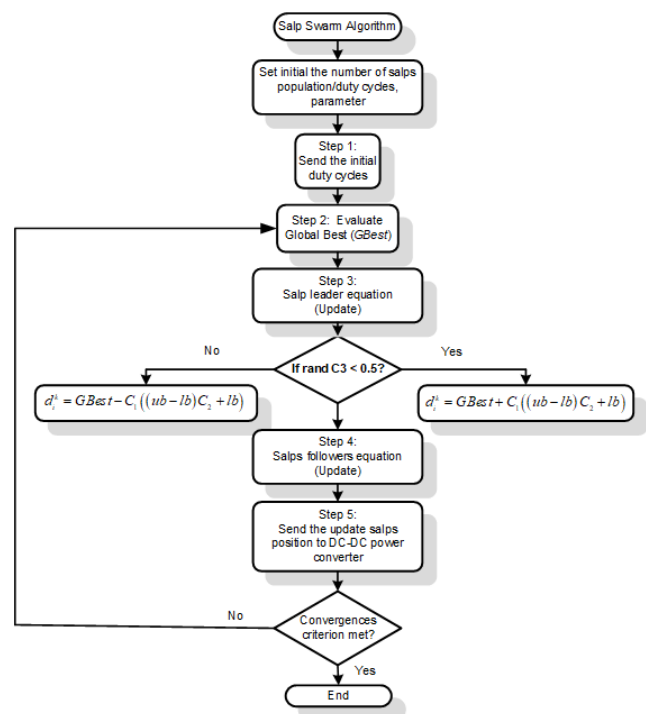 Salp Swarm Algorithm
Set initial the number of salps
population/duty cycles,
parameter
Step 1:
Send the initial
duty cycles
Step 2: Evaluate
Global Best (GBest)
Step 3:
Salp leader equation
(Update)
No
If rand C3 < 0.5?
Yes
d_i^k = GBest − C_1((ub − lb)C_2 + lb)
d_i^k = GBest + C_1((ub − lb)C_2 + lb)
Step 4:
Salps followers equation
(Update)
Step 5:
Send the update salps
position to DC-DC power
converter
No
Convergences
criterion met?
Yes
End